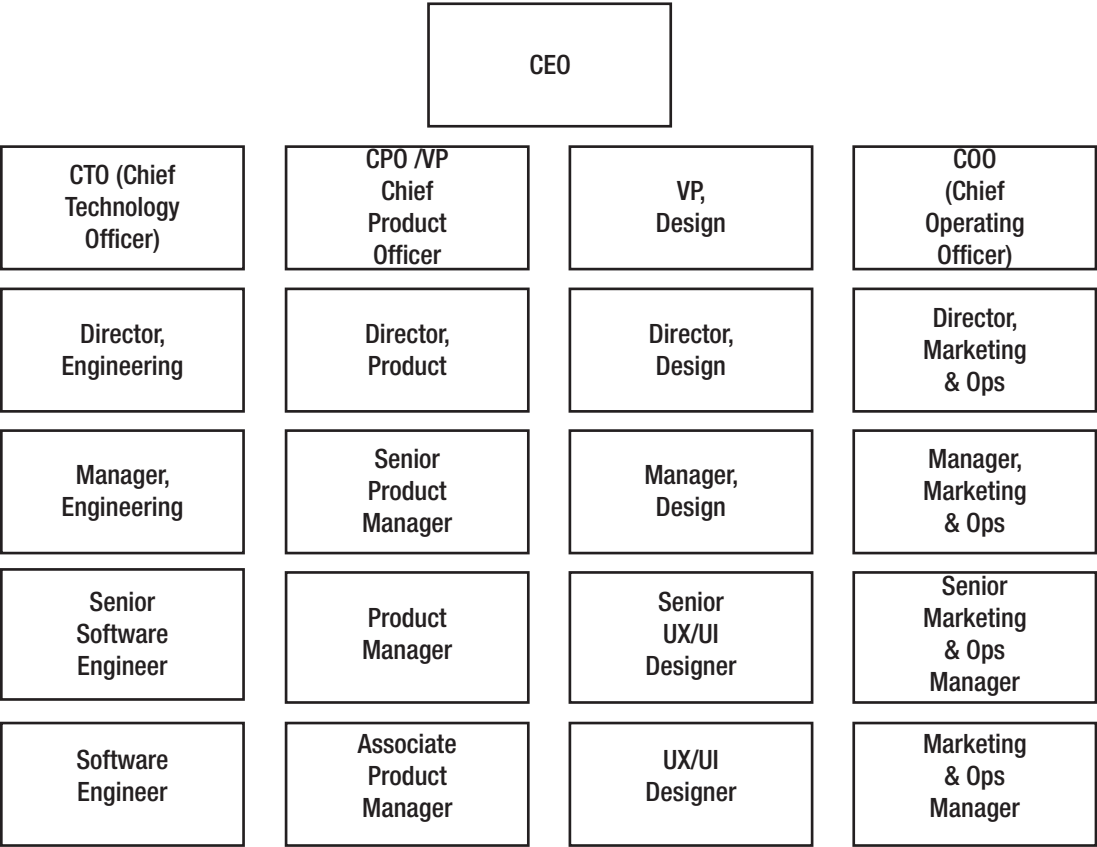 CEO
CTO (Chief
Technology
Officer)
CPO /VP
Chief
Product
Officer
VP,
Design
COO
(Chief
Operating
Officer)
Director,
Engineering
Director,
Product
Director,
Design
Director,
Marketing
& Ops
Manager,
Engineering
Senior
Product
Manager
Manager,
Design
Manager,
Marketing
& Ops
Senior
Software
Engineer
Product
Manager
Senior
UX/UI
Designer
Senior
Marketing
& Ops
Manager
Software
Engineer
Associate
Product
Manager
UX/UI
Designer
Marketing
& Ops
Manager